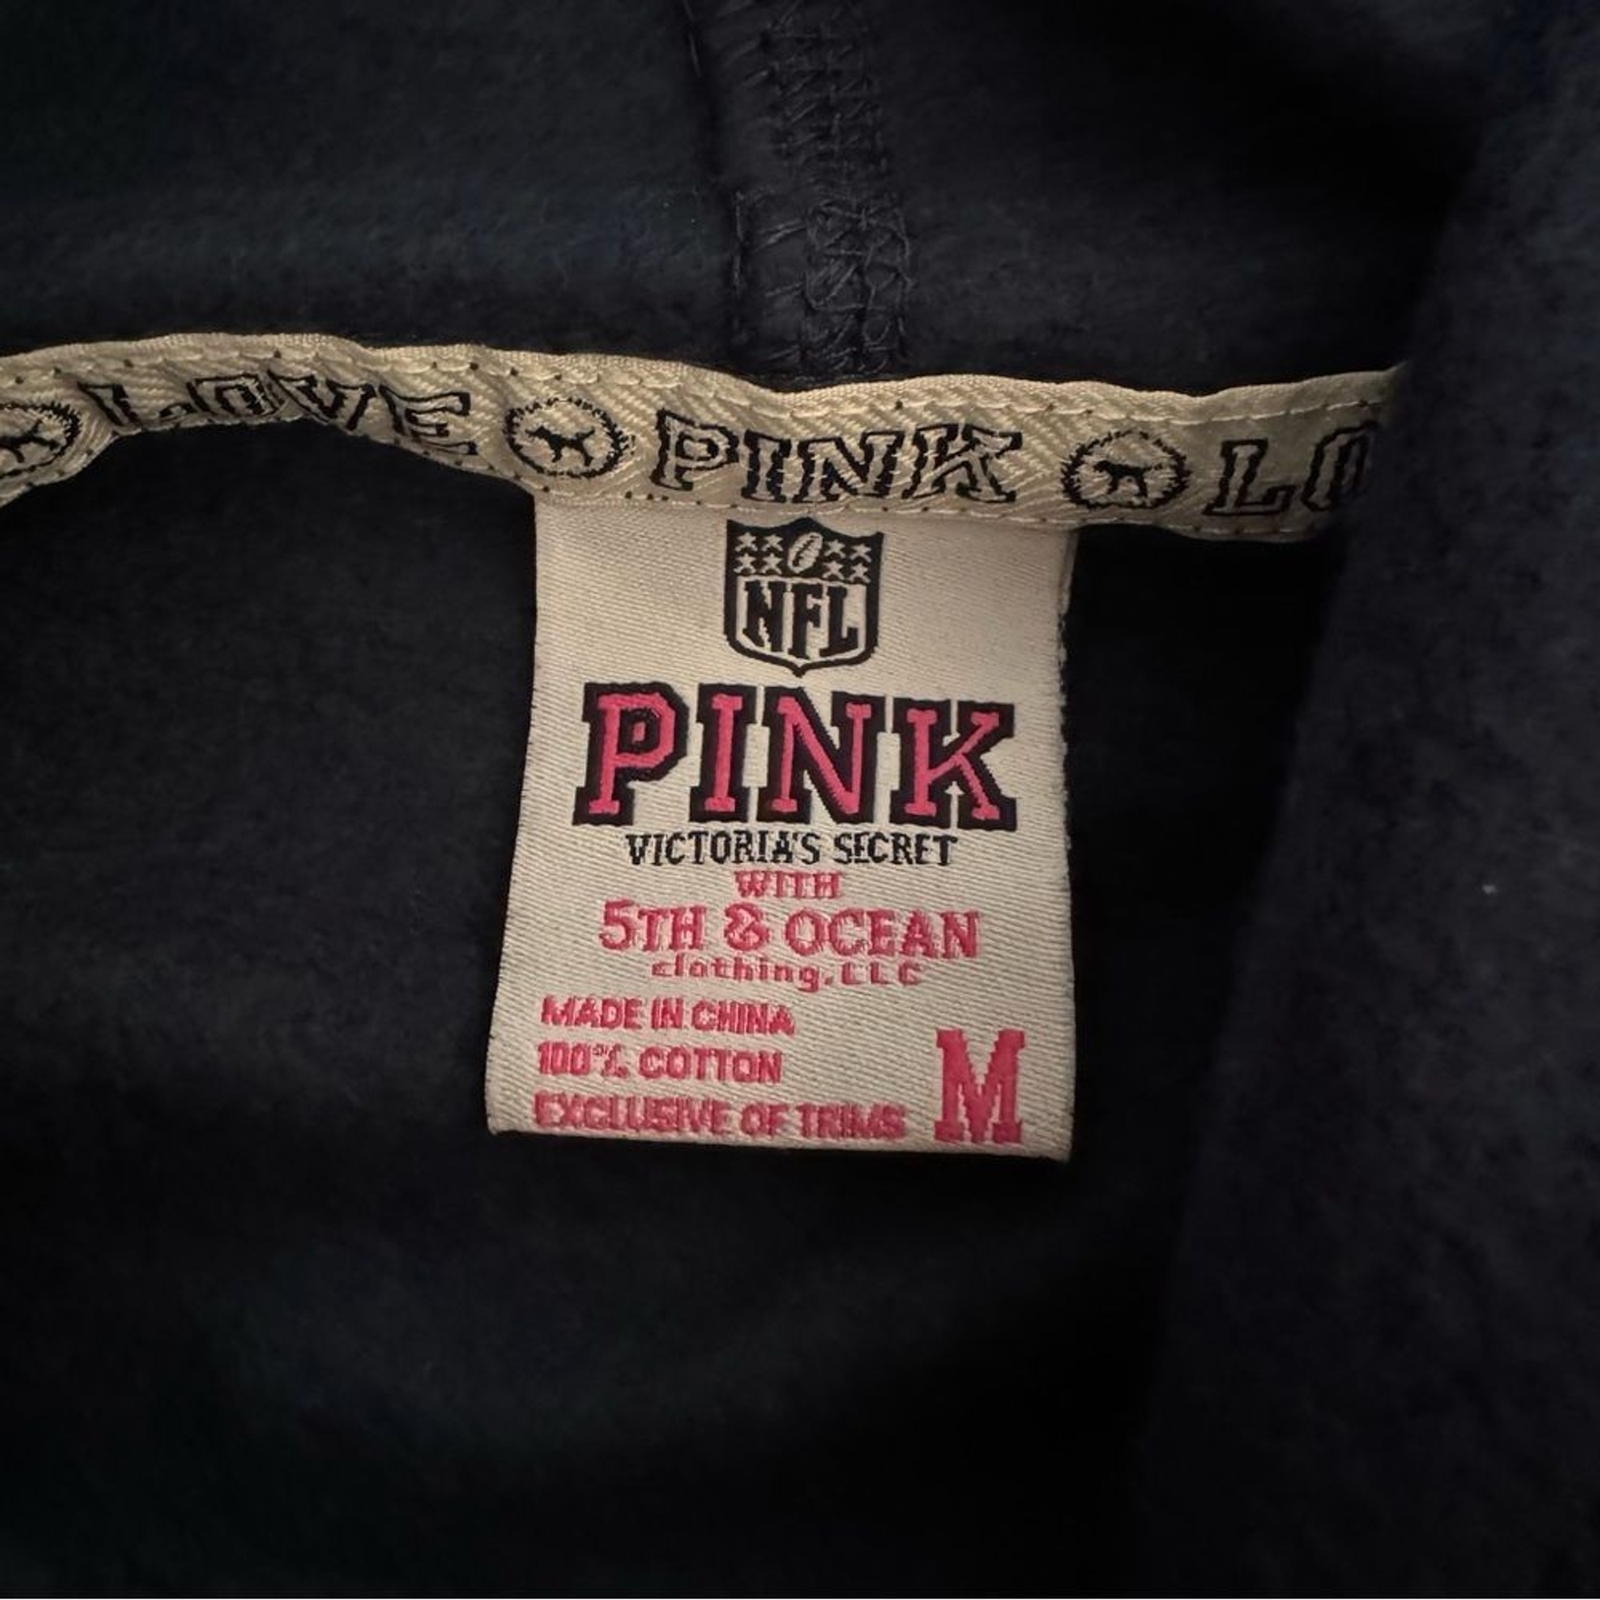 LOVE PINK LO
NFL
PINK
VICTORIA'S SECRET
WITH
5TH & OCEAN
clothing, LLC
MADE IN CHINA
100% COTTON
EXCLUSIVE OF TRIMS
M